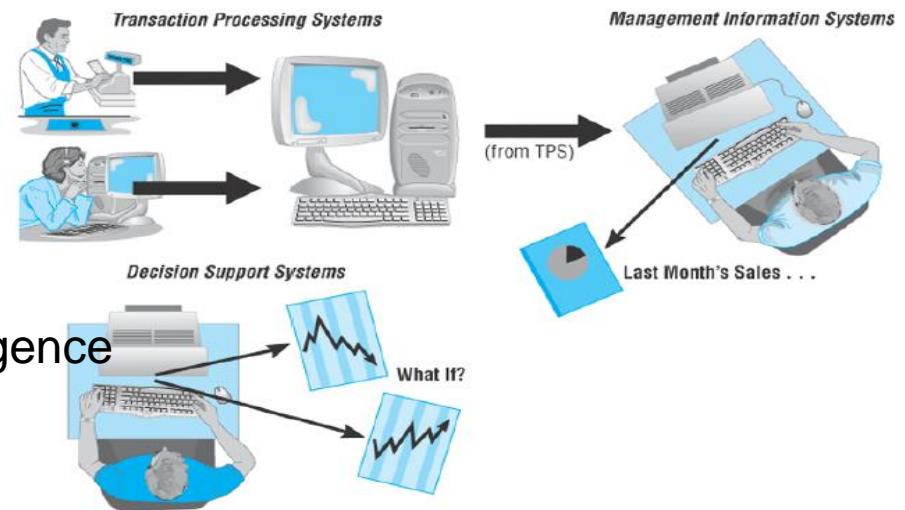 Transaction Processing Systems
Management Information Systems
(from TPS)
Last Month's Sales . . .
Decision Support Systems
gence
What If?